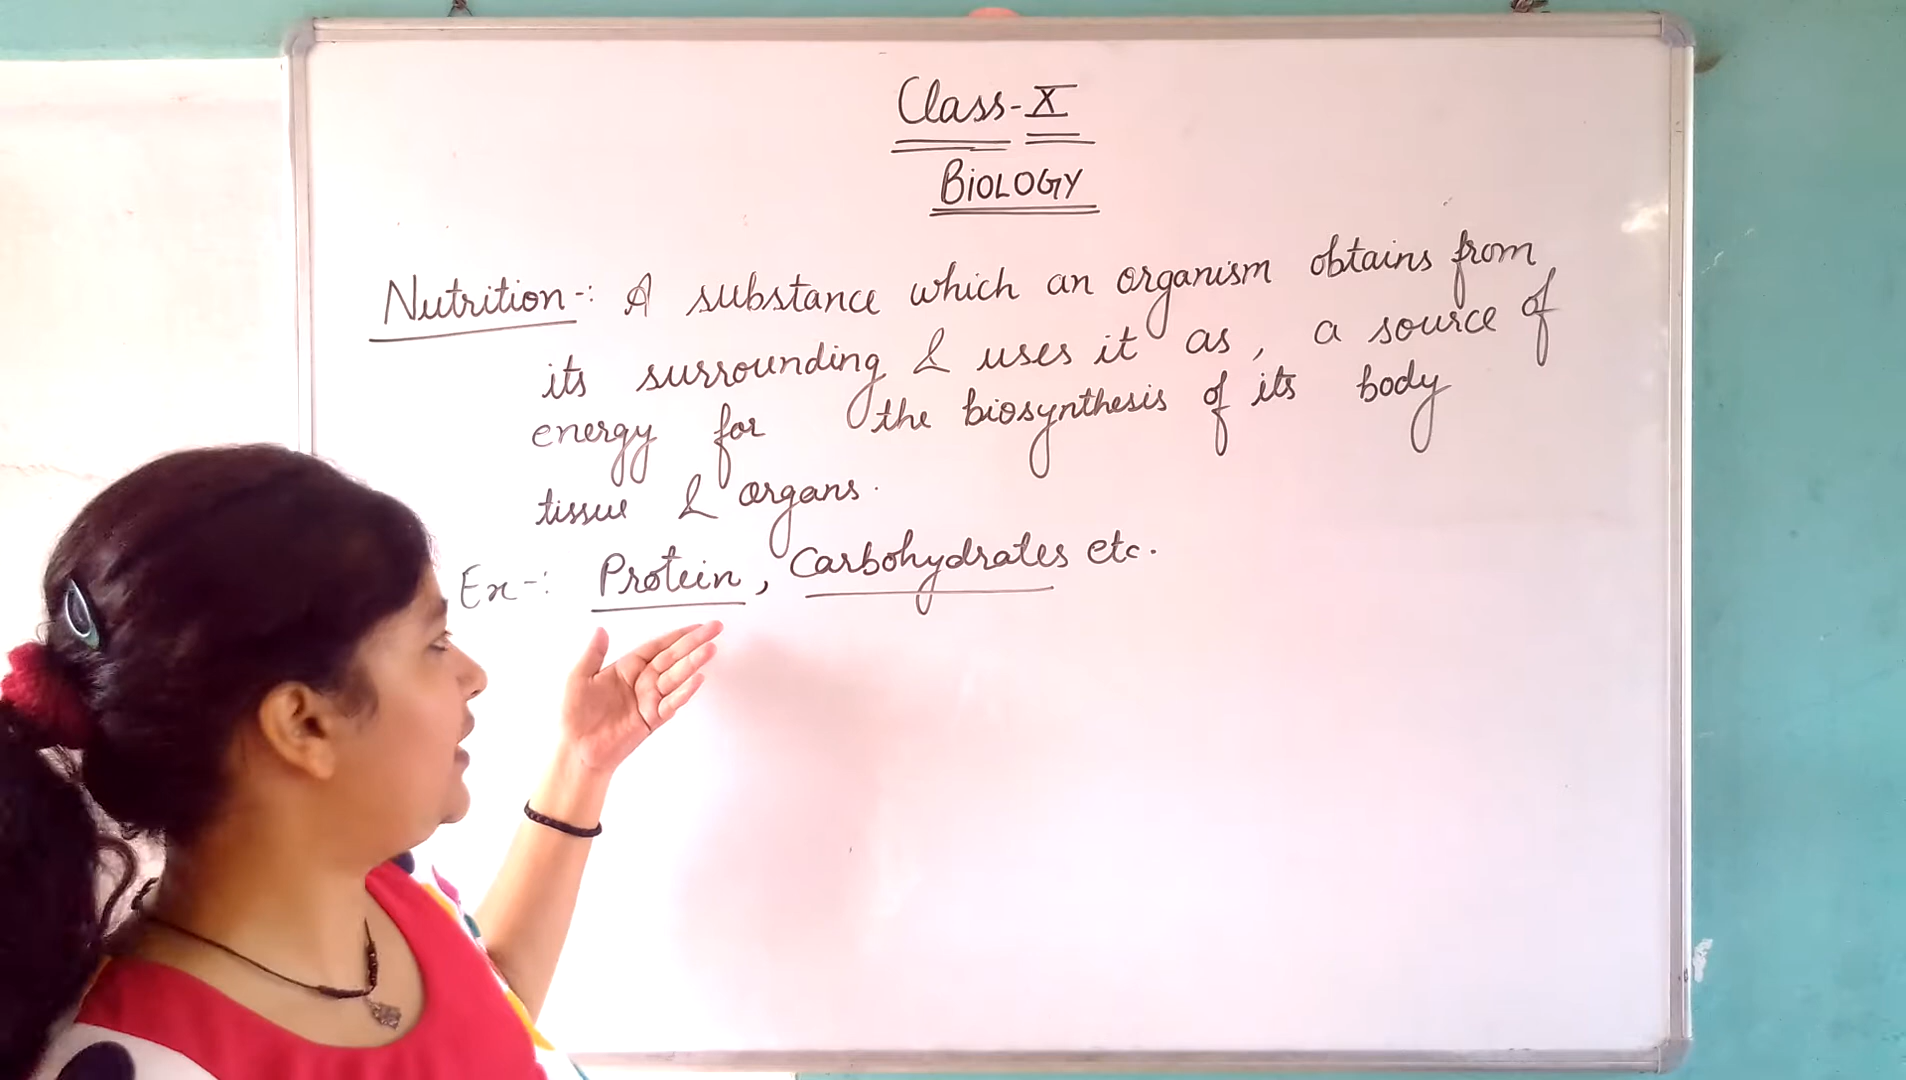 Class-X
BIOLOGY
Nutrition-: A substance which an organism obtains from
its surrounding & uses it as, a source of
energy for the biosynthesis of its body
tissue & organs.
Ex-: Protein, Carbohydrates etc.